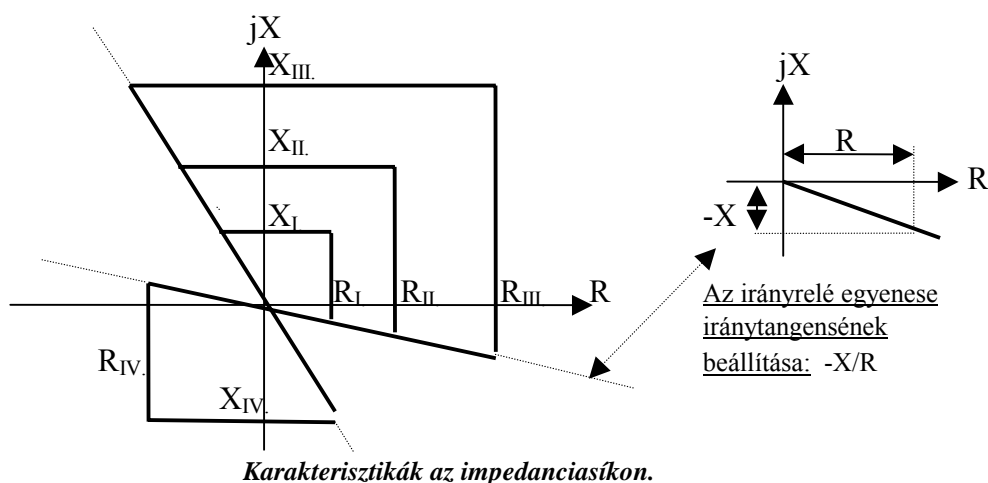 jX
X_III.
X_II.
X_I.
R_I. R_II. R_III. R
R_IV.
X_IV.
jX
R
R
-X
Az irányrelé egyenese
iránytangensének
beállítása: -X/R
Karakterisztikák az impedanciasíkon.